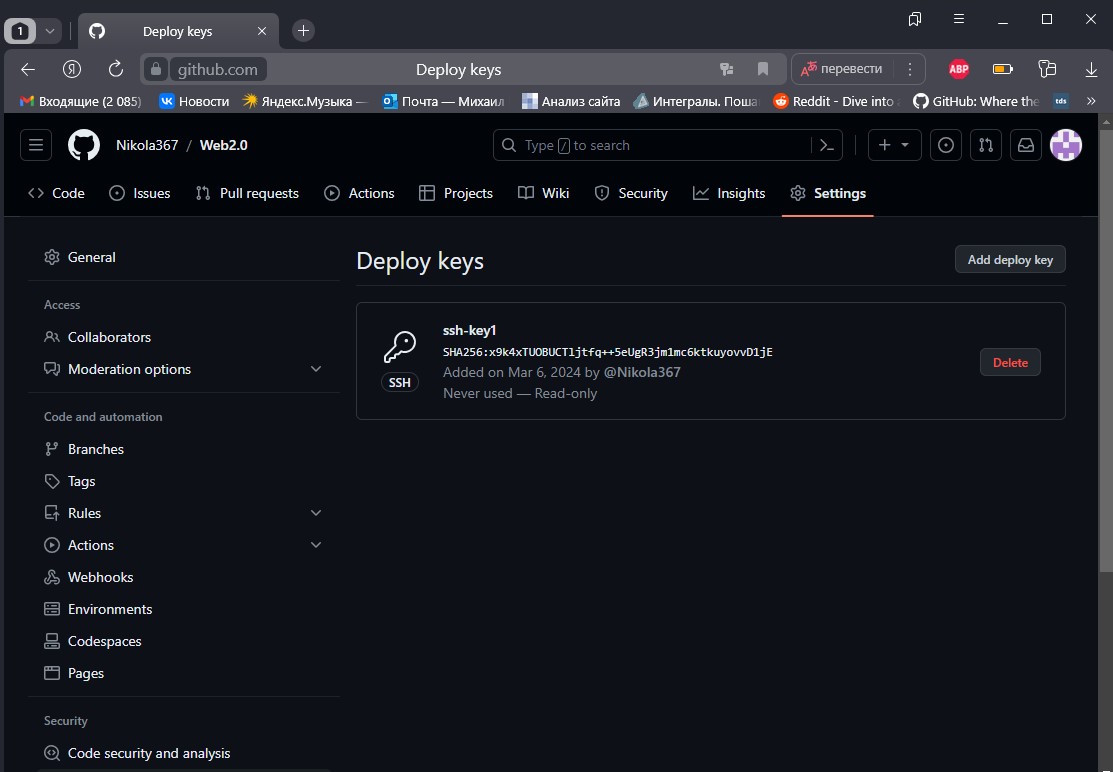 1
Deploy keys
Я
github.com
Deploy keys
перевести
ABP
Входящие (2 085)
Новости
Яндекс.Музыка —
Почта — Михаил
Анализ сайта
Интегралы. Поша
Reddit - Dive into
GitHub: Where the
tds
»
Nikola367 / Web2.0
Type / to search
Code
Issues
Pull requests
Actions
Projects
Wiki
Security
Insights
Settings
General
Access
Collaborators
Moderation options
Code and automation
Branches
Tags
Rules
Actions
Webhooks
Environments
Codespaces
Pages
Security
Code security and analysis
Deploy keys
Add deploy key
SSH
ssh-key1
SHA256:x9k4xTUOBUCTljtfq++5eUgR3jm1mc6ktkuyovvD1jE
Added on Mar 6, 2024 by @Nikola367
Never used — Read-only
Delete